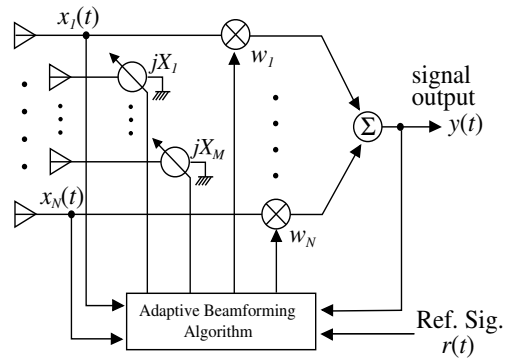 x1(t)
w1
jX1
signal
output
y(t)
Σ
jXM
xN(t)
wN
Adaptive Beamforming
Algorithm
Ref. Sig.
r(t)